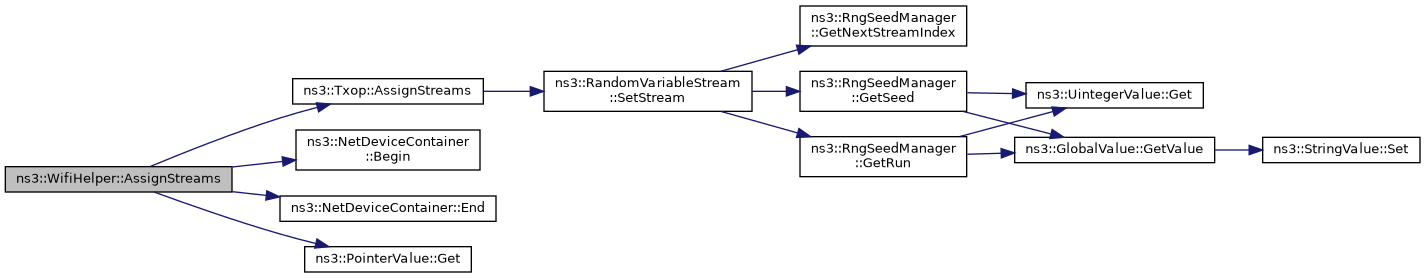 ns3::WifiHelper::AssignStreams
ns3::Txop::AssignStreams
ns3::NetDeviceContainer
::Begin
ns3::NetDeviceContainer::End
ns3::PointerValue::Get
ns3::RandomVariableStream
::SetStream
ns3::RngSeedManager
::GetNextStreamIndex
ns3::RngSeedManager
::GetSeed
ns3::RngSeedManager
::GetRun
ns3::UintegerValue::Get
ns3::GlobalValue::GetValue
ns3::StringValue::Set